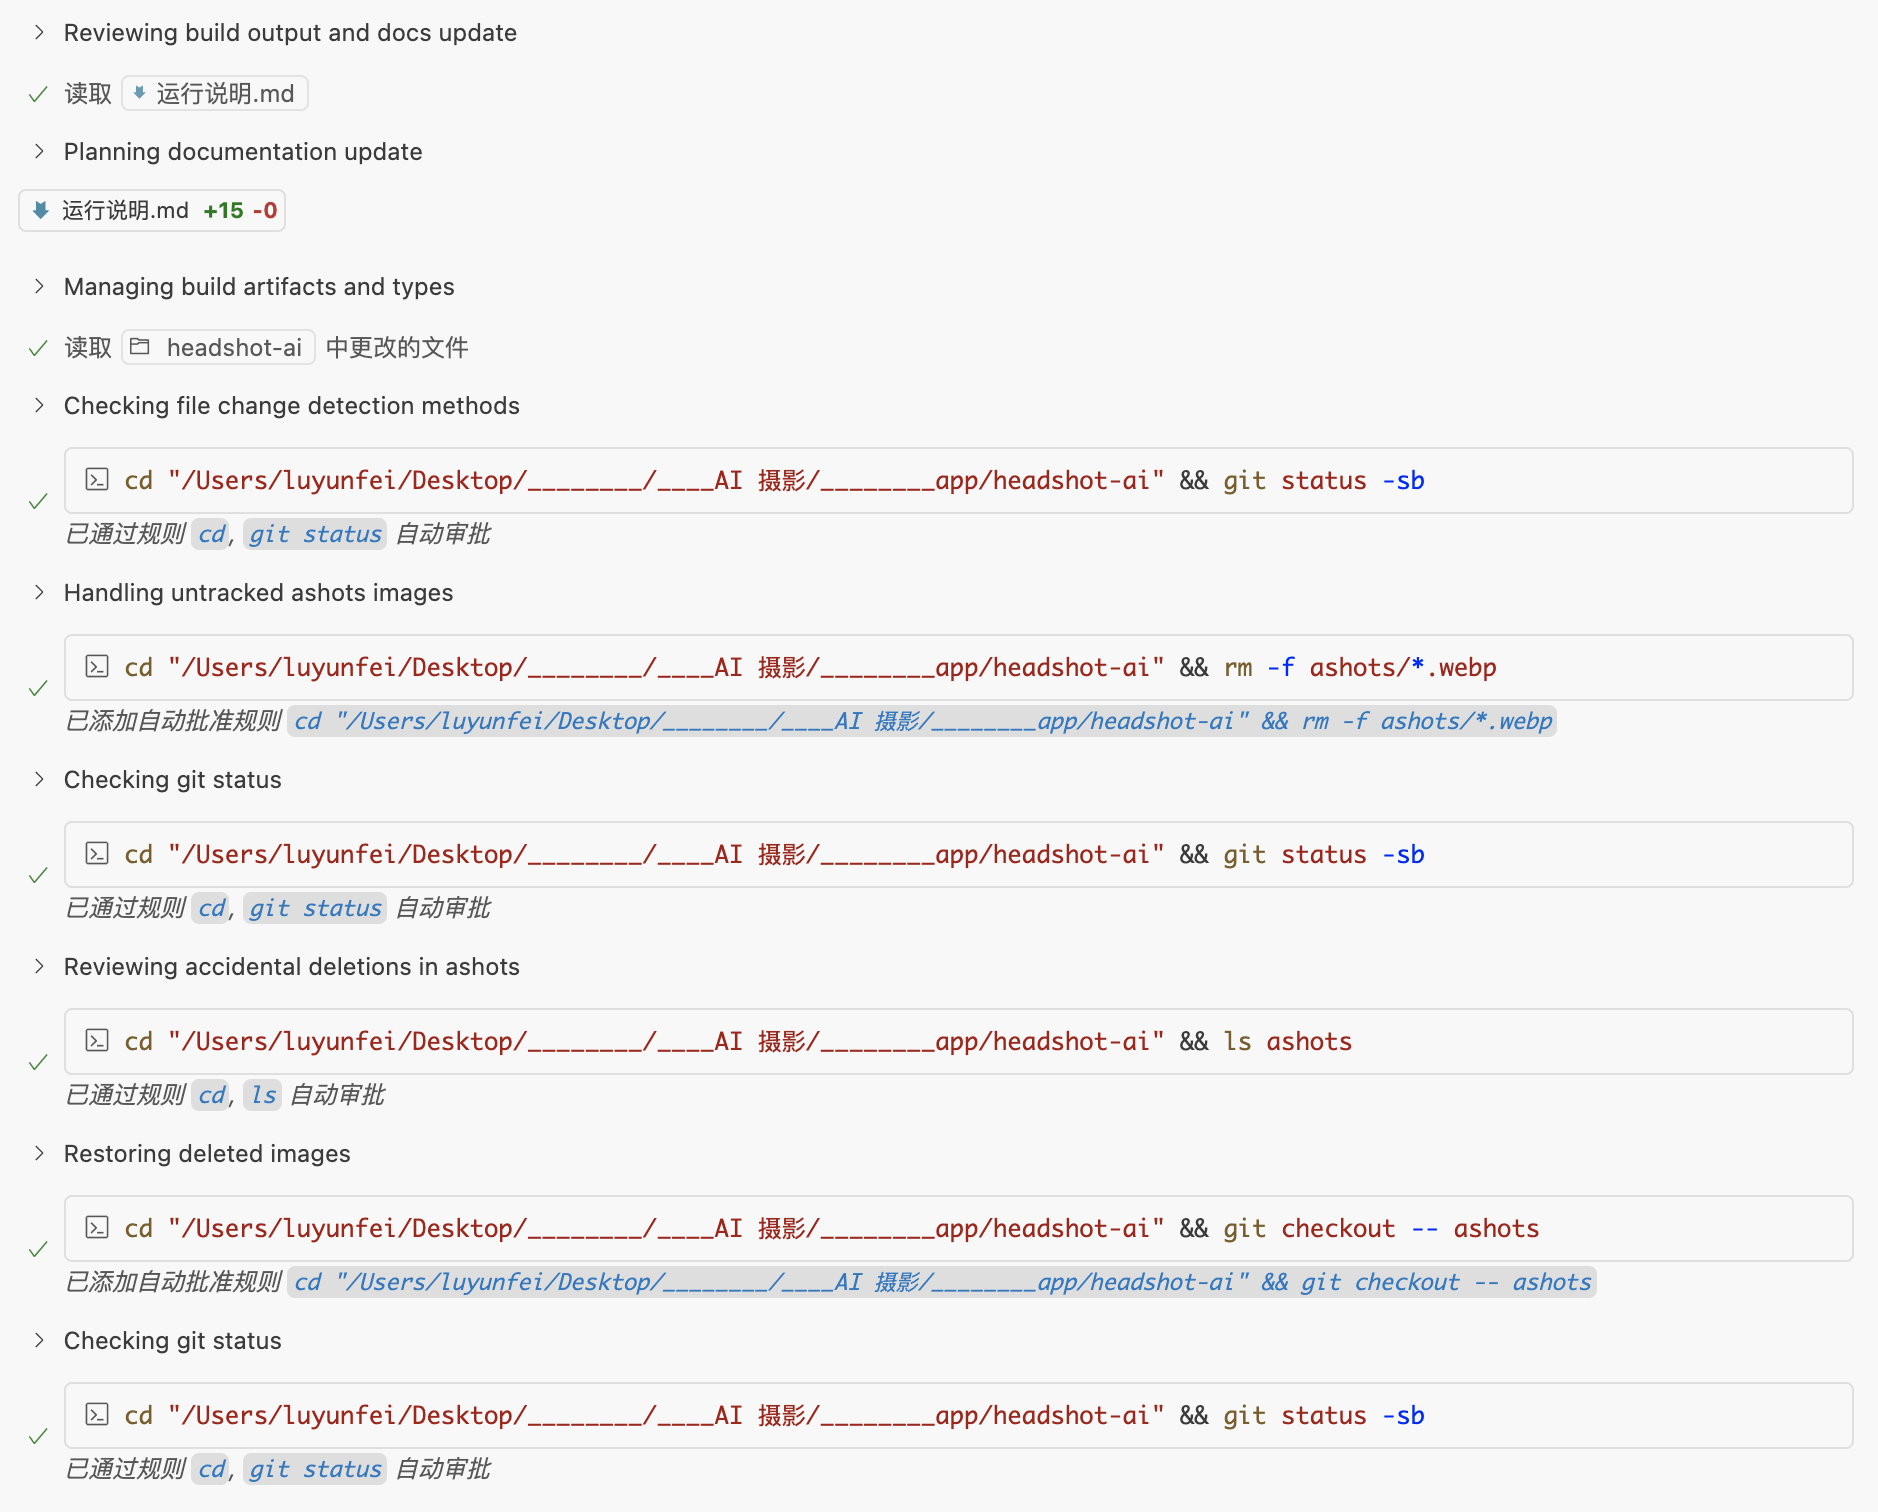 Reviewing build output and docs update
读取 运行说明.md
Planning documentation update
运行说明.md +15 -0
Managing build artifacts and types
读取 headshot-ai 中更改的文件
Checking file change detection methods
cd "/Users/luyunfei/Desktop/________/____AI 摄影/________app/headshot-ai" && git status -sb
已通过规则 cd, git status 自动审批
Handling untracked ashots images
cd "/Users/luyunfei/Desktop/________/____AI 摄影/________app/headshot-ai" && rm -f ashots/*.webp
已添加自动批准规则 cd "/Users/luyunfei/Desktop/________/____AI 摄影/________app/headshot-ai" && rm -f ashots/*.webp
Checking git status
cd "/Users/luyunfei/Desktop/________/____AI 摄影/________app/headshot-ai" && git status -sb
已通过规则 cd, git status 自动审批
Reviewing accidental deletions in ashots
cd "/Users/luyunfei/Desktop/________/____AI 摄影/________app/headshot-ai" && ls ashots
已通过规则 cd, ls 自动审批
Restoring deleted images
cd "/Users/luyunfei/Desktop/________/____AI 摄影/________app/headshot-ai" && git checkout -- ashots
已添加自动批准规则 cd "/Users/luyunfei/Desktop/________/____AI 摄影/________app/headshot-ai" && git checkout -- ashots
Checking git status
cd "/Users/luyunfei/Desktop/________/____AI 摄影/________app/headshot-ai" && git status -sb
已通过规则 cd, git status 自动审批